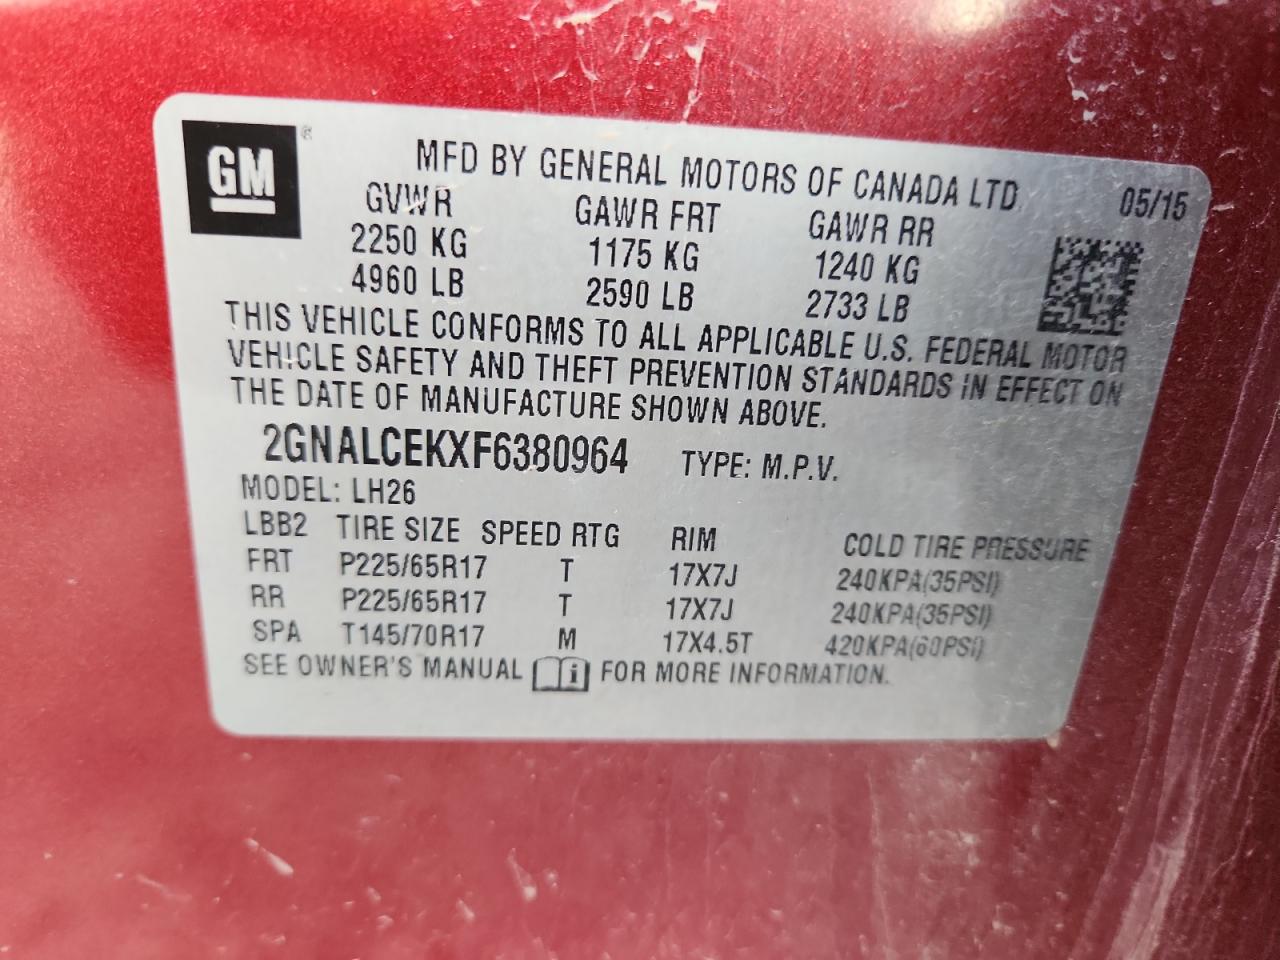 GM ®
MFD BY GENERAL MOTORS OF CANADA LTD 05/15
GVWR GAWR FRT GAWR RR
2250 KG 1175 KG 1240 KG
4960 LB 2590 LB 2733 LB
THIS VEHICLE CONFORMS TO ALL APPLICABLE U.S. FEDERAL MOTOR
VEHICLE SAFETY AND THEFT PREVENTION STANDARDS IN EFFECT ON
THE DATE OF MANUFACTURE SHOWN ABOVE.
2GNALCEKXF6380964 TYPE: M.P.V.
MODEL: LH26
LBB2 TIRE SIZE SPEED RTG RIM COLD TIRE PRESSURE
FRT P225/65R17 T 17X7J 240KPA(35PSI)
RR P225/65R17 T 17X7J 240KPA(35PSI)
SPA T145/70R17 M 17X4.5T 420KPA(60PSI)
SEE OWNER'S MANUAL i FOR MORE INFORMATION.